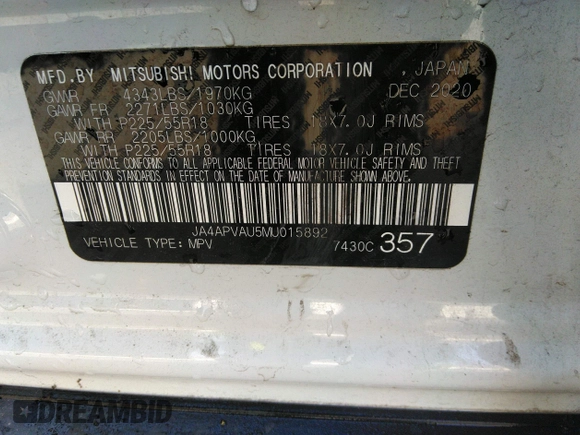 MFD.BY MITSUBISHI MOTORS CORPORATION , JAPAN
GVWR 4343LBS/1970KG DEC 2020
GAWR FR 2271LBS/1030KG
WITH P225/55R18 TIRES 18X7.0J RIMS
GAWR RR 2205LBS/1000KG
WITH P225/55R18 TIRES 18X7.0J RIMS
THIS VEHICLE CONFORMS TO ALL APPLICABLE FEDERAL MOTOR VEHICLE SAFETY AND THEFT
PREVENTION STANDARDS IN EFFECT ON THE DATE OF MANUFACTURE SHOWN ABOVE.
JA4APVAU5MU015892
VEHICLE TYPE: MPV 7430C 357
DREAMBID